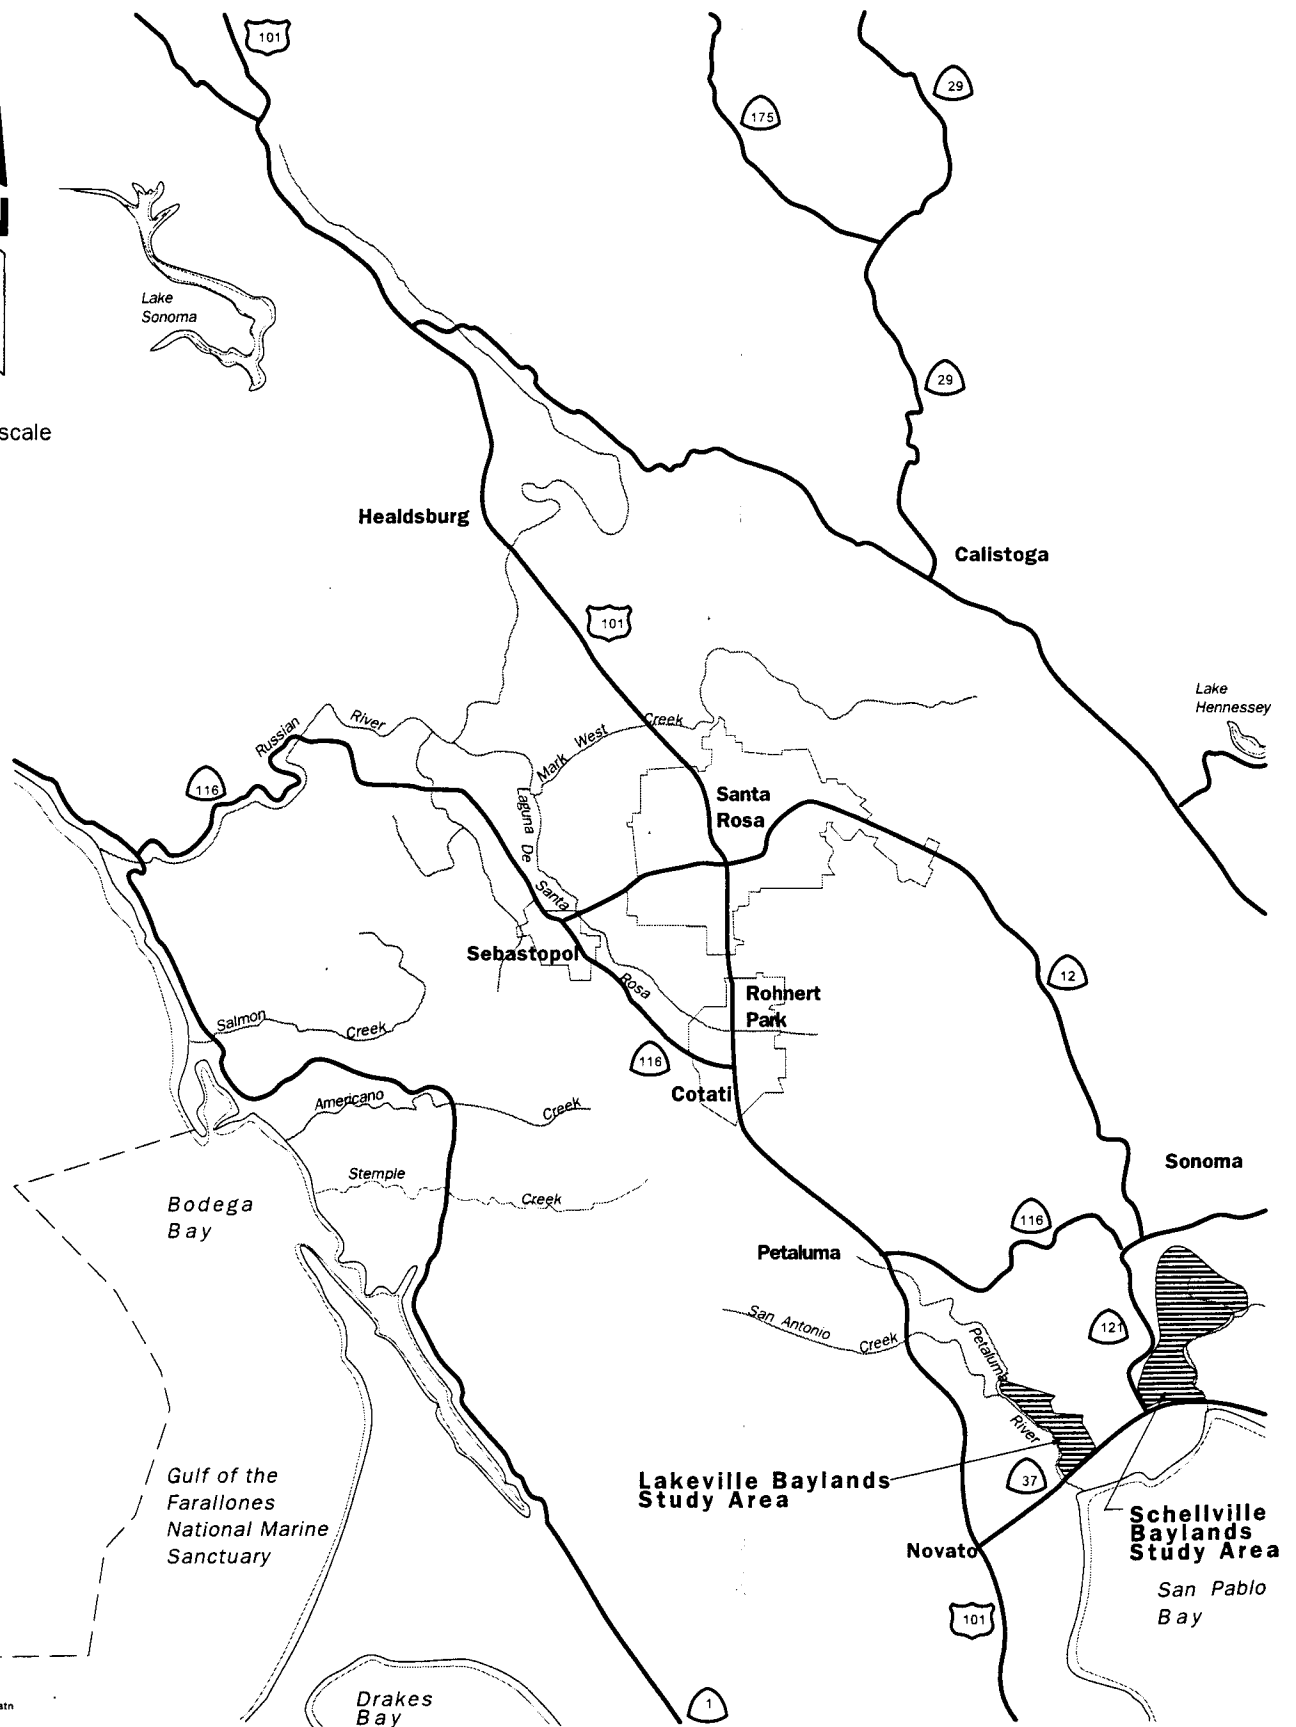 101
29
175
Lake
Sonoma
29
scale
Healdsburg
Calistoga
101
Lake
Hennessey
Russian
River
Creek
West
Mark
116
Laguna De
Santa
Rosa
Santa
Sebastopol
12
Rosa
Rohnert
Park
Salmon
Creek
116
Cotati
Americano
Creek
Sonoma
Stemple
Creek
Bodega
Bay
116
Petaluma
San Antonio
Creek
Petaluma
121
River
Gulf of the
Farallones
National Marine
Sanctuary
Lakeville Baylands
Study Area
37
Schellville
Baylands
Study Area
Novato
San Pablo
Bay
101
Drakes
Bay
1